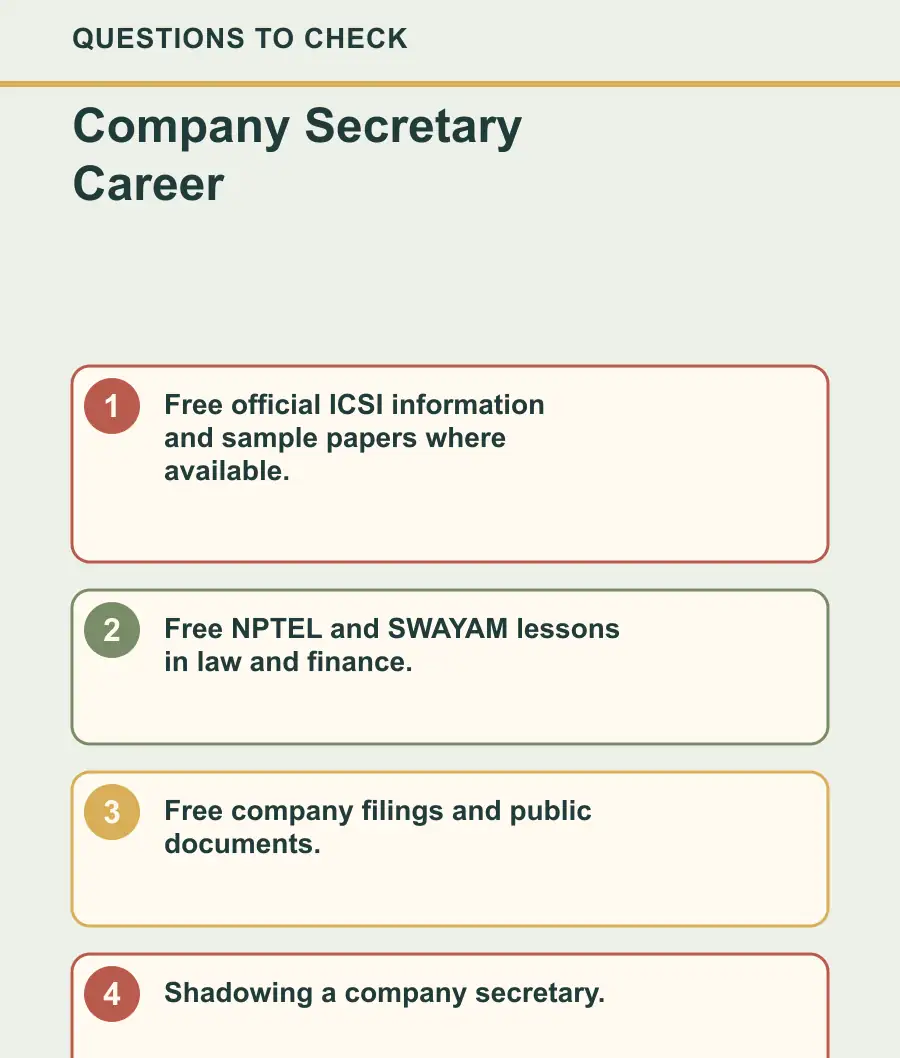 QUESTIONS TO CHECK
Company Secretary
Career
1
Free official ICSI information
and sample papers where
available.
2
Free NPTEL and SWAYAM lessons
in law and finance.
3
Free company filings and public
documents.
4
Shadowing a company secretary.